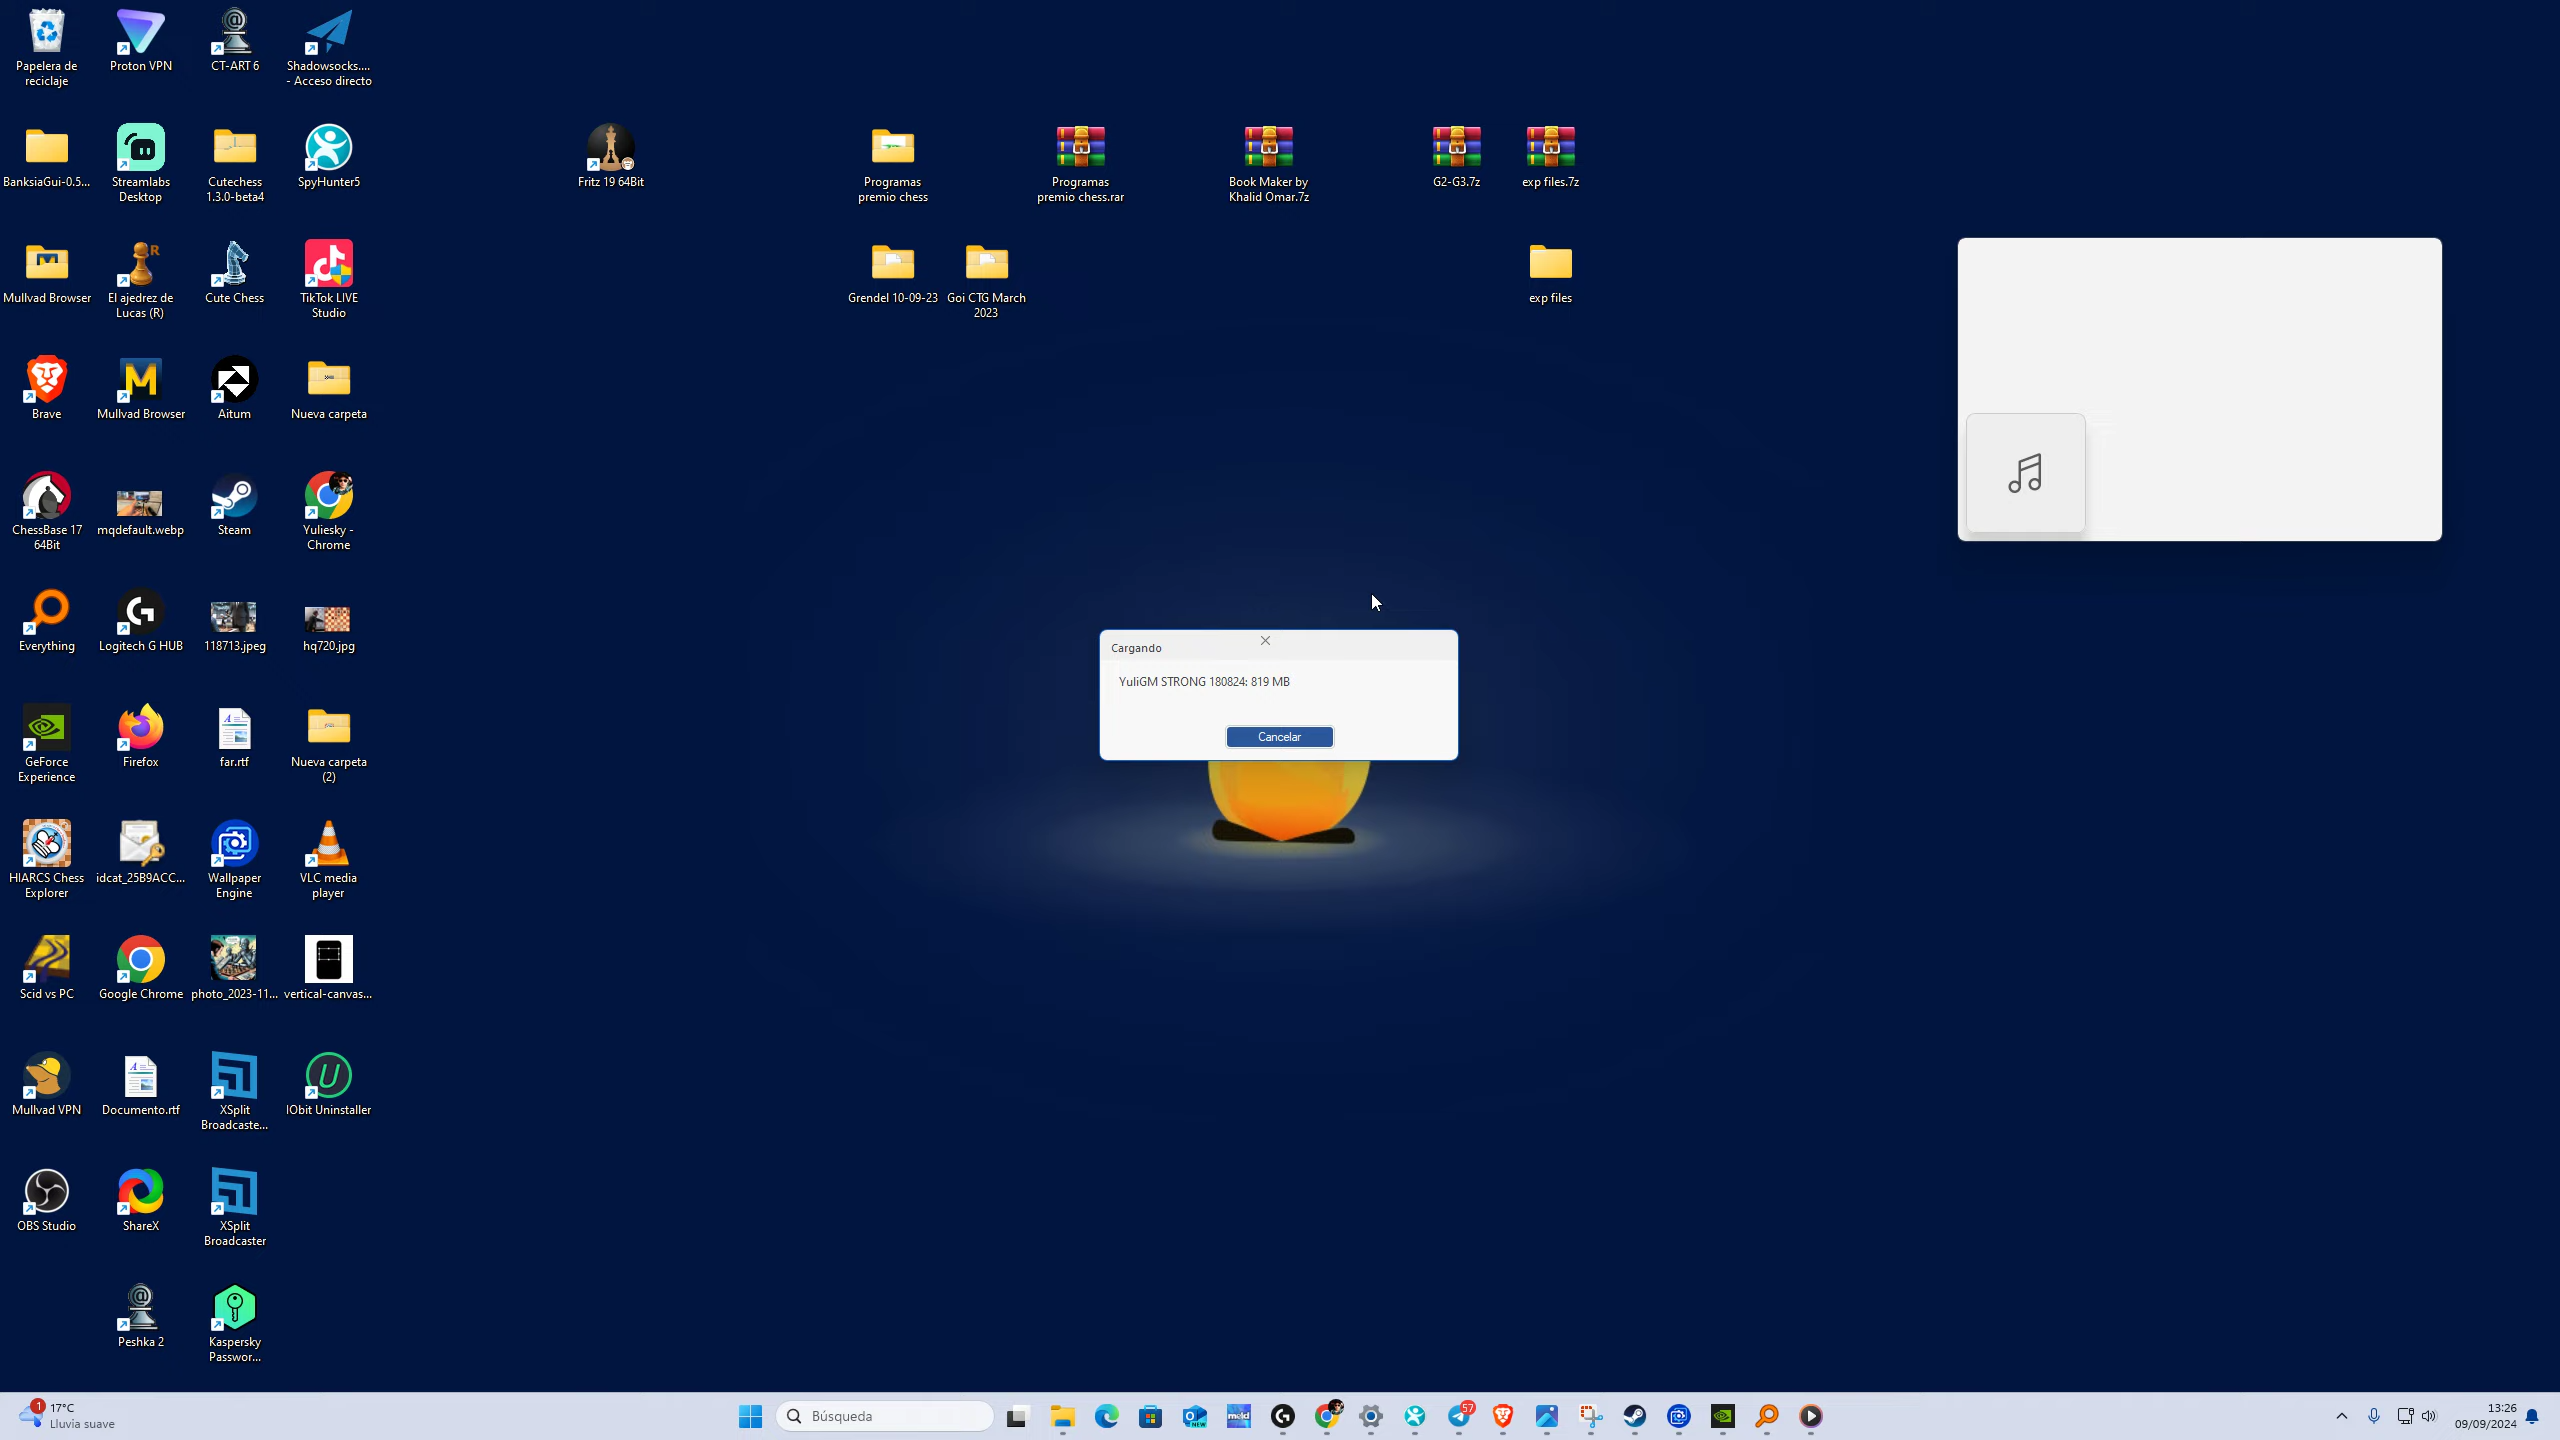 Papelera de
reciclaje
Proton VPN
CT-ART 6
Shadowsocks....
- Acceso directo
BanksiaGui-0.5...
Streamlabs
Desktop
Cutechess
1.3.0-beta4
SpyHunter5
Fritz 19 64Bit
Programas
premio chess
Programas
premio chess.rar
Book Maker by
Khalid Omar.7z
G2-G3.7z
exp files.7z
Mullvad Browser
El ajedrez de
Lucas (R)
Cute Chess
TikTok LIVE
Studio
Grendel 10-09-23
Goi CTG March
2023
exp files
Brave
Mullvad Browser
Aitum
Nueva carpeta
ChessBase 17
64Bit
mqdefault.webp
Steam
Yuliesky -
Chrome
Everything
Logitech G HUB
118713.jpeg
hq720.jpg
Cargando
YuliGM STRONG 180824: 819 MB
Cancelar
GeForce
Experience
Firefox
far.rtf
Nueva carpeta
(2)
HIARCS Chess
Explorer
idcat_25B9ACC...
Wallpaper
Engine
VLC media
player
Scid vs PC
Google Chrome
photo_2023-11...
vertical-canvas...
Mullvad VPN
Documento.rtf
XSplit
Broadcaste...
IObit Uninstaller
OBS Studio
ShareX
XSplit
Broadcaster
Peshka 2
Kaspersky
Passwor...
1
17°C
Lluvia suave
Búsqueda
NEW
meld
57
13:26
09/09/2024